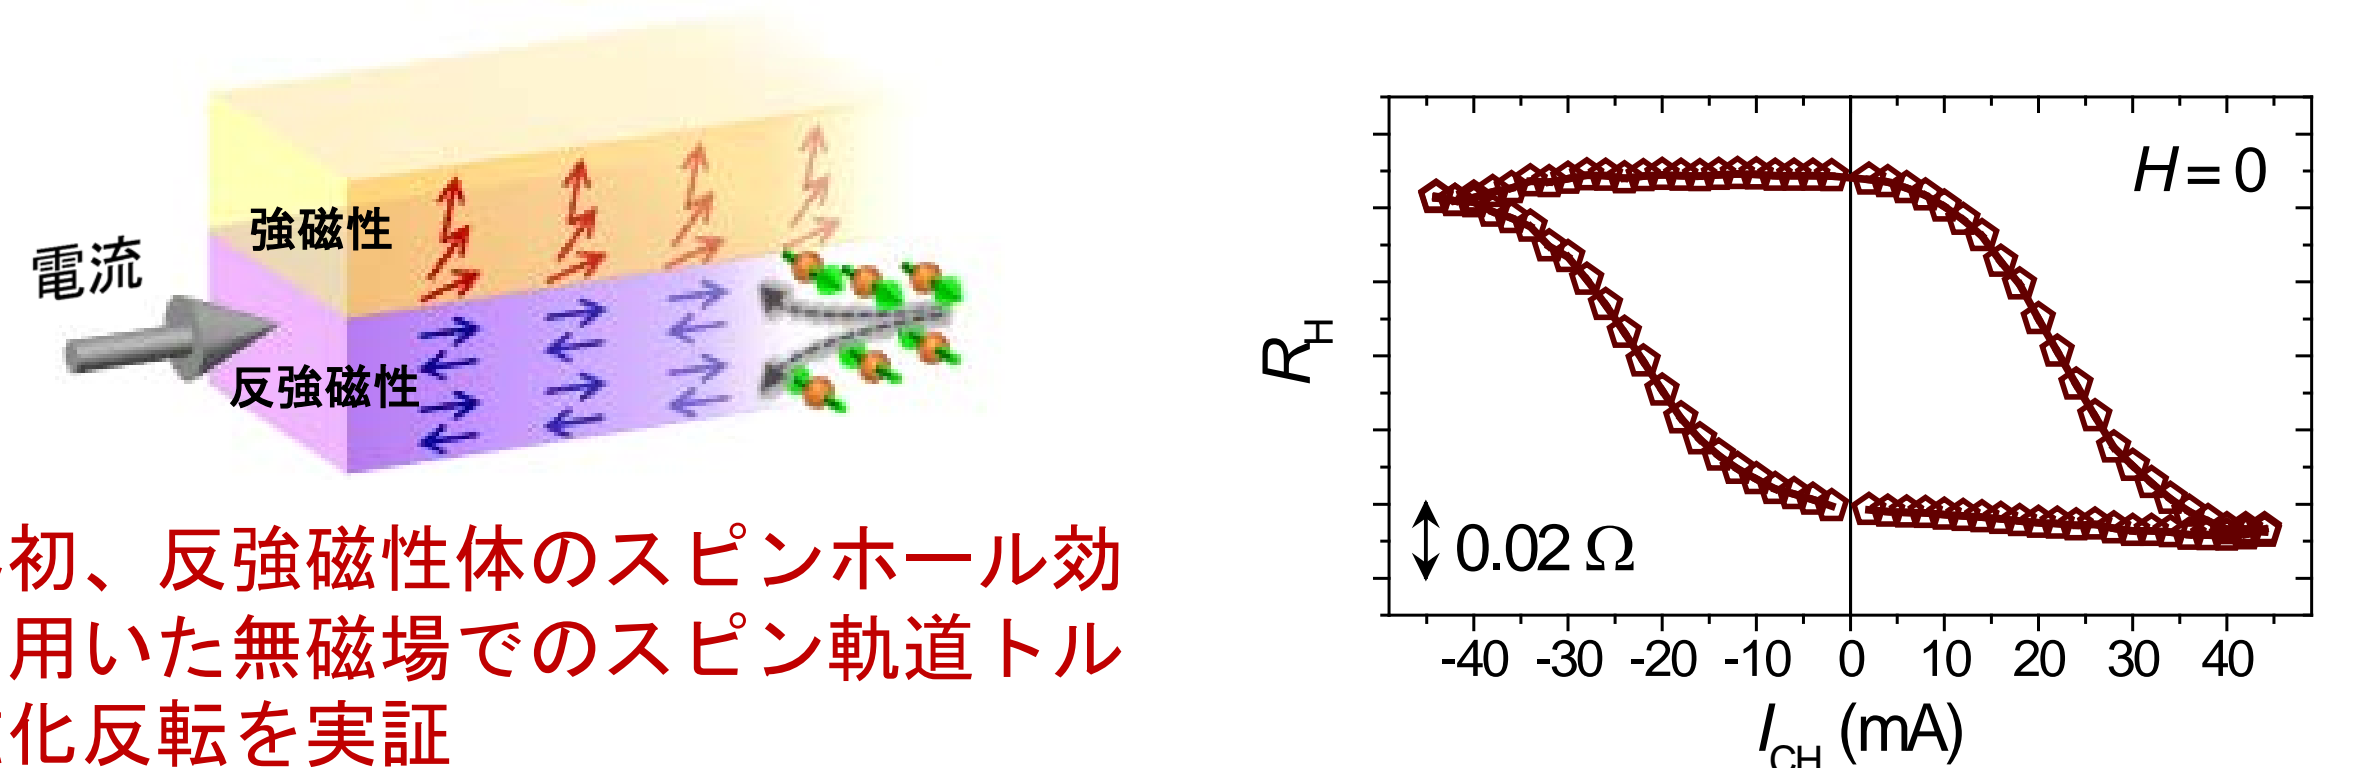 強磁性
電流
反強磁性
初、反強磁性体のスピンホール効
用いた無磁場でのスピン軌道トル
化反転を実証
H = 0
R_H
0.02 Ω
-40 -30 -20 -10 0 10 20 30 40
I_CH (mA)